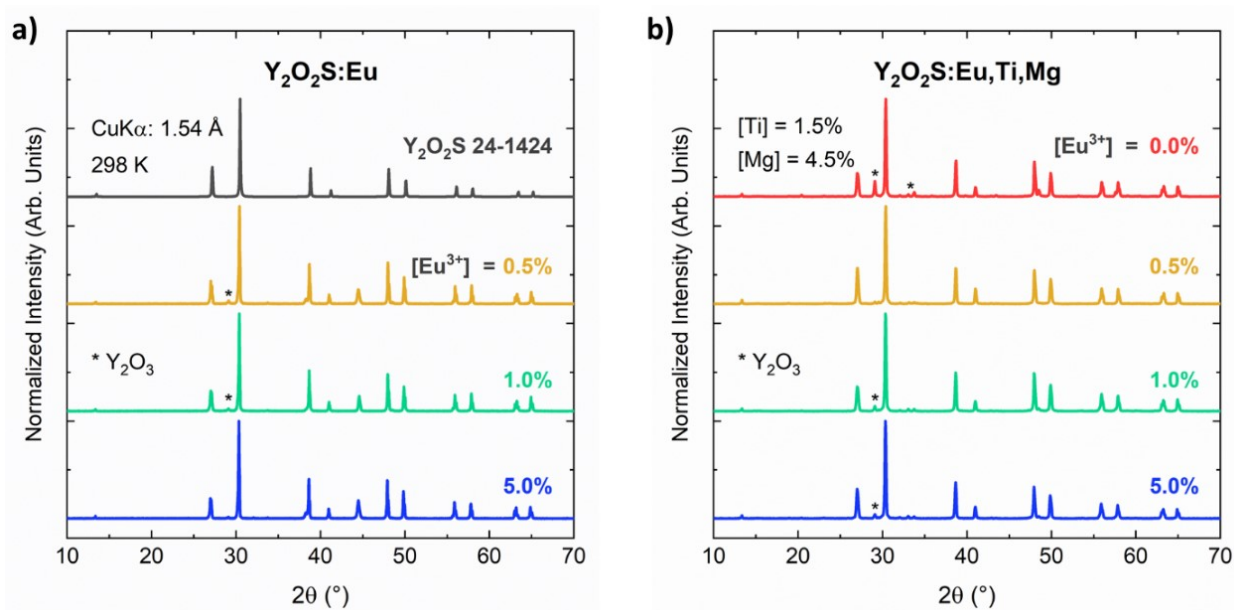 a)
Y₂O₂S:Eu
CuKα: 1.54 Å
298 K
Y₂O₂S 24-1424
[Eu³⁺] = 0.5%
*
* Y₂O₃
*
1.0%
5.0%
10 20 30 40 50 60 70
2θ (°)
Normalized Intensity (Arb. Units)
b)
Y₂O₂S:Eu,Ti,Mg
[Ti] = 1.5%
[Mg] = 4.5%
[Eu³⁺] = 0.0%
* *
0.5%
* Y₂O₃
*
1.0%
*
5.0%
10 20 30 40 50 60 70
2θ (°)
Normalized Intensity (Arb. Units)